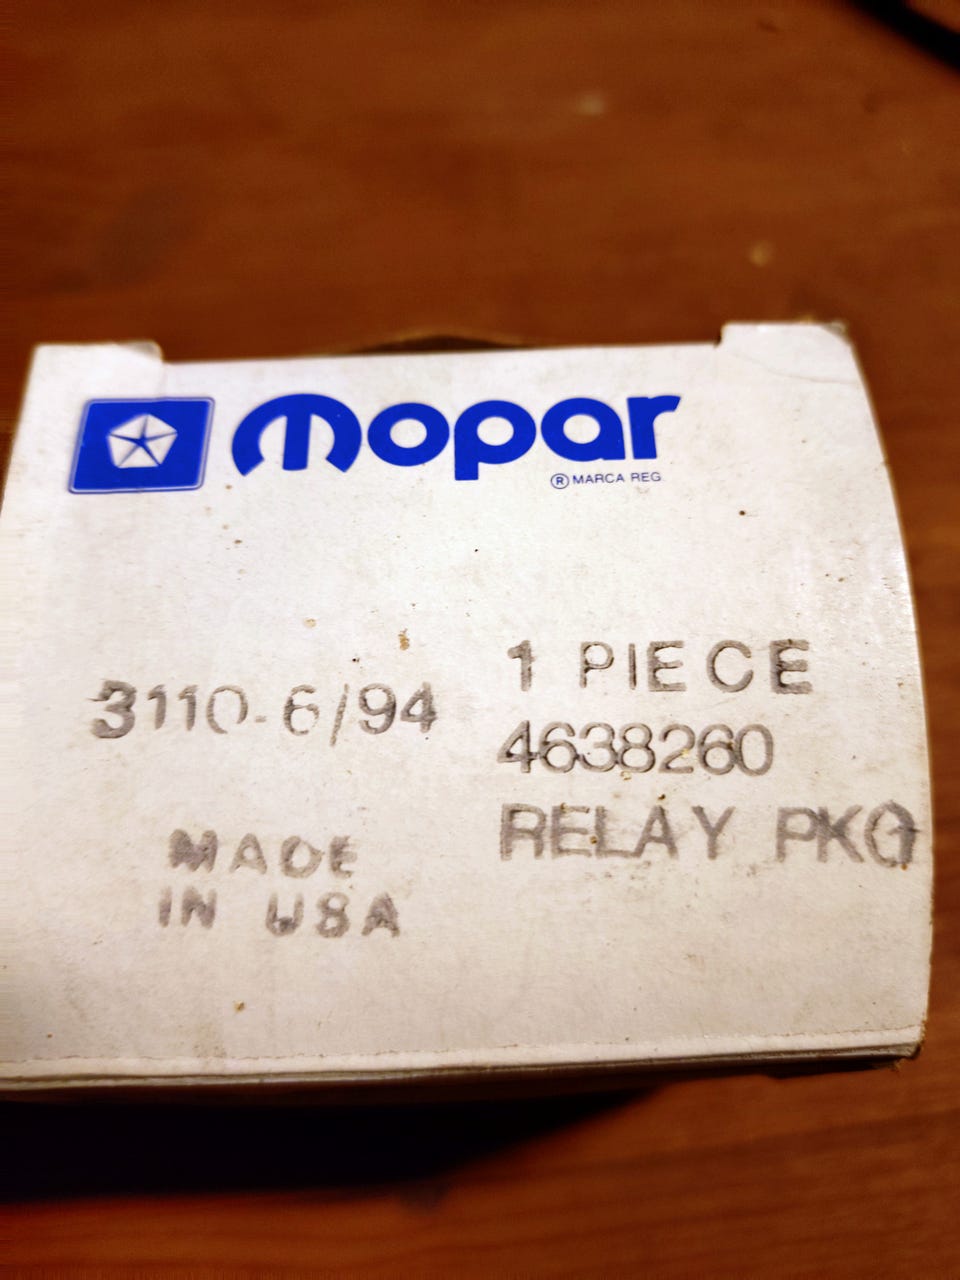 mopar
® MARCA REG
3110-6/94
MADE
IN USA
1 PIECE
4638260
RELAY PKG